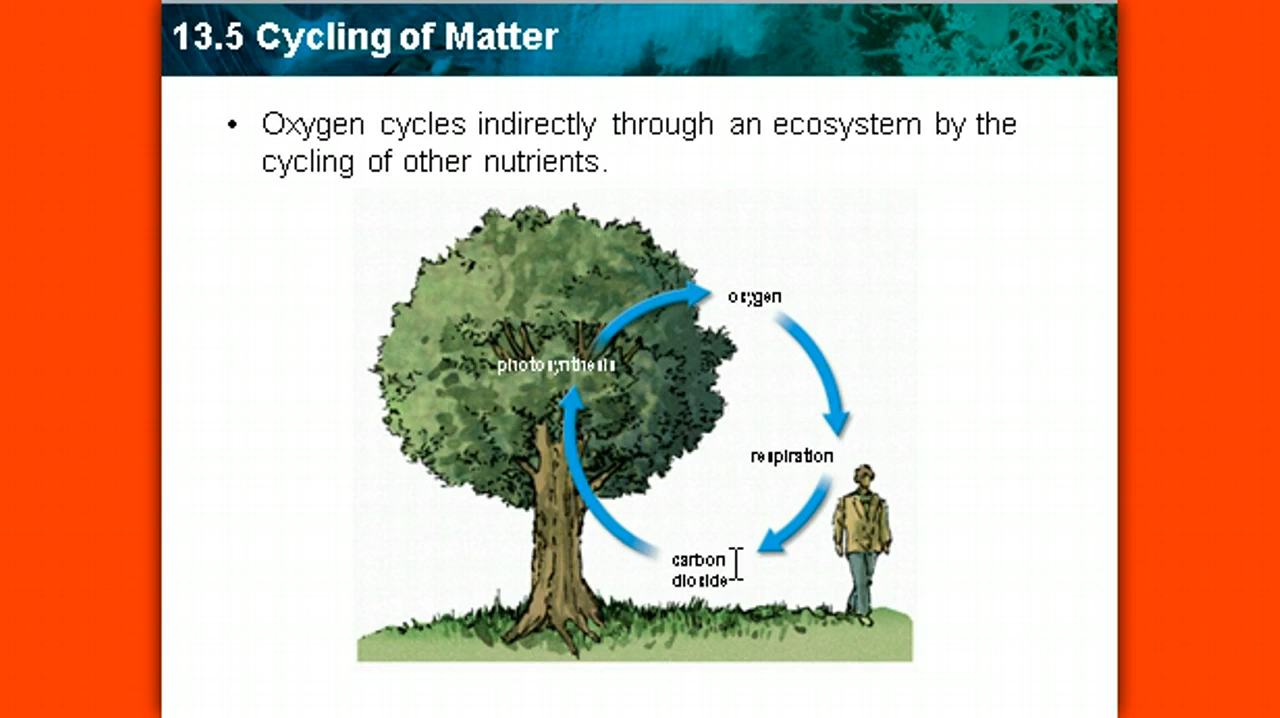 13.5 Cycling of Matter
• Oxygen cycles indirectly through an ecosystem by the
cycling of other nutrients.
oxygen
photosynthesis
respiration
carbon
dioxide